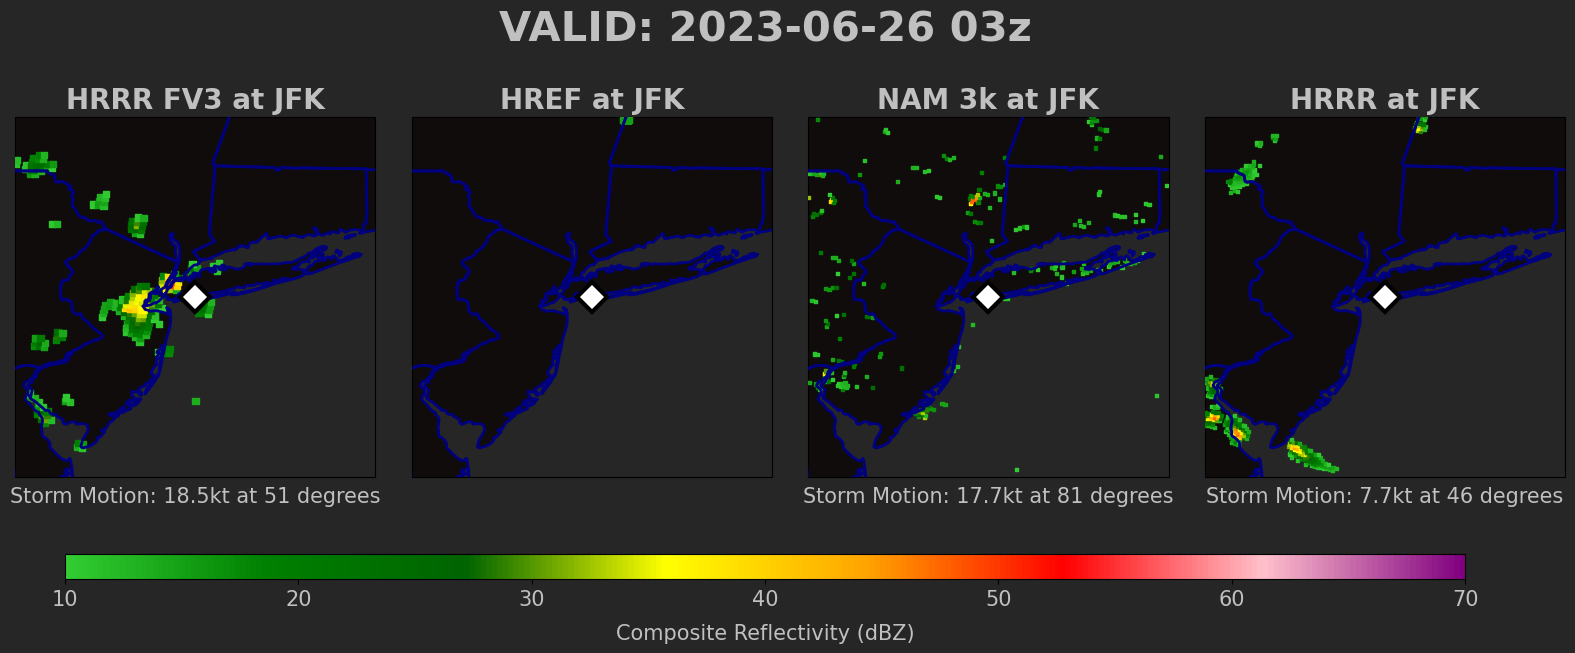 VALID: 2023-06-26 03z
HRRR FV3 at JFK
HREF at JFK
NAM 3k at JFK
HRRR at JFK
Storm Motion: 18.5kt at 51 degrees
Storm Motion: 17.7kt at 81 degrees
Storm Motion: 7.7kt at 46 degrees
10 20 30 40 50 60 70
Composite Reflectivity (dBZ)